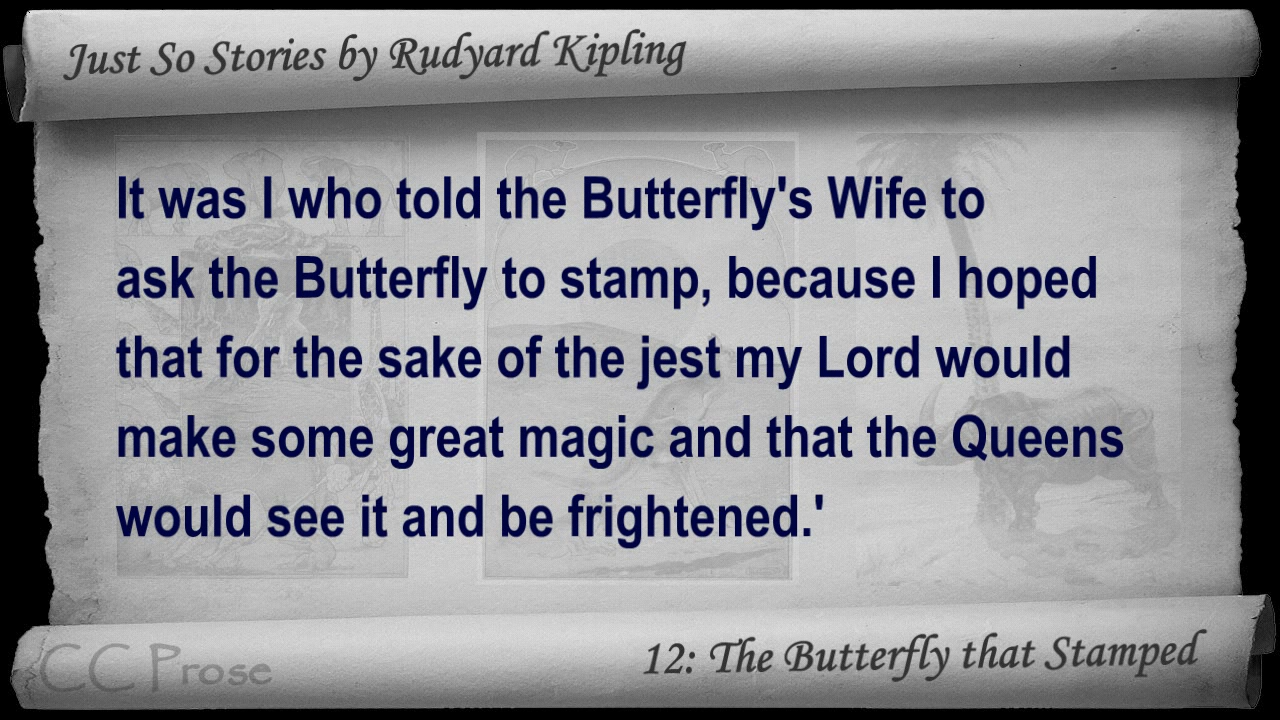 Just So Stories by Rudyard Kipling
It was I who told the Butterfly's Wife to
ask the Butterfly to stamp, because I hoped
that for the sake of the jest my Lord would
make some great magic and that the Queens
would see it and be frightened.'
CC Prose
12: The Butterfly that Stamped